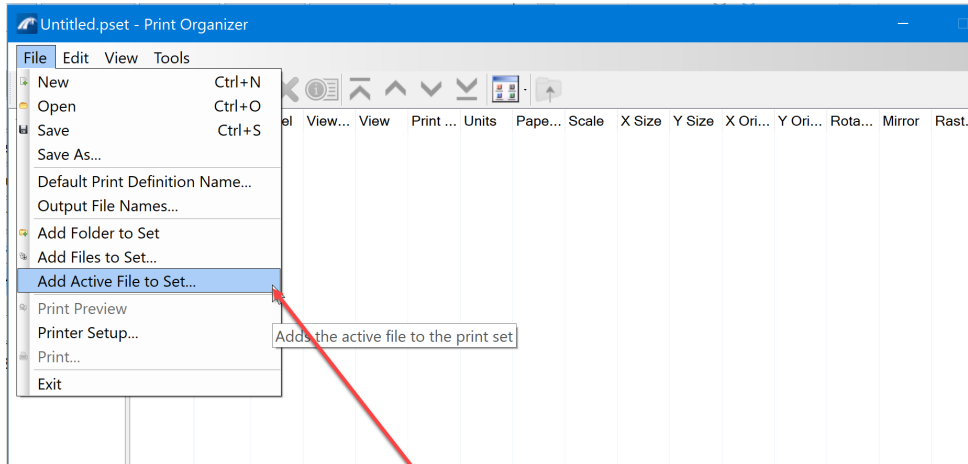 Untitled.pset - Print Organizer
File Edit View Tools
New Ctrl+N
Open Ctrl+O
Save Ctrl+S
Save As...
Default Print Definition Name...
Output File Names...
Add Folder to Set
Add Files to Set...
Add Active File to Set...
Print Preview
Printer Setup...
Print...
Exit
el View... View Print ... Units Pape... Scale X Size Y Size X Ori... Y Ori... Rota... Mirror Rast.
Adds the active file to the print set